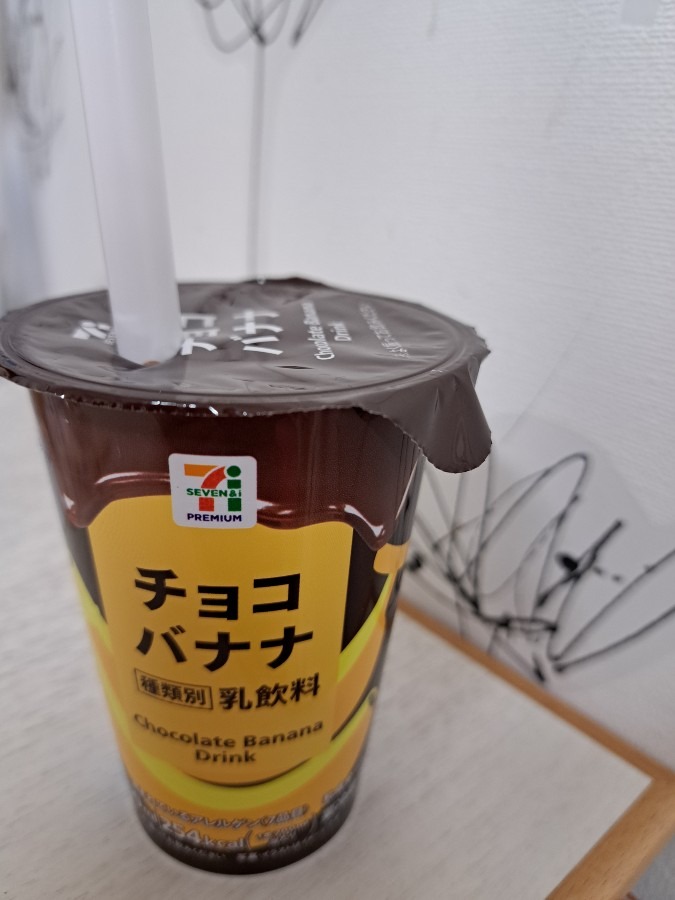 チョコ
バナナ
Chocolate Banana
Drink
SEVEN&i
PREMIUM
チョコ
バナナ
種類別 乳飲料
Chocolate Banana
Drink
254kcal